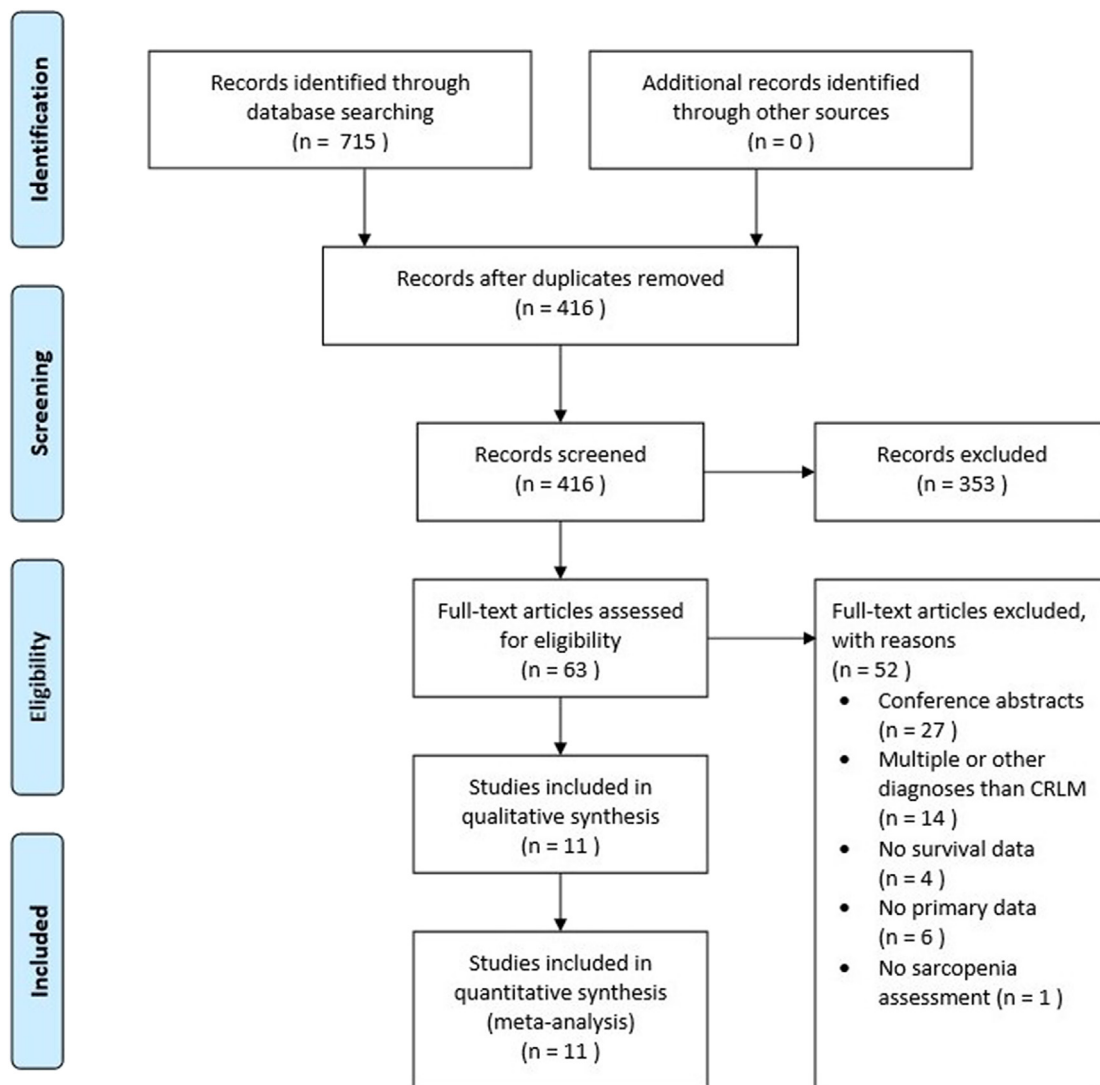 Identification
Records identified through
database searching
(n = 715 )
Additional records identified
through other sources
(n = 0 )
Records after duplicates removed
(n = 416 )
Screening
Records screened
(n = 416 )
Records excluded
(n = 353 )
Eligibility
Full-text articles assessed
for eligibility
(n = 63 )
Full-text articles excluded,
with reasons
(n = 52 )
• Conference abstracts
(n = 27 )
• Multiple or other
diagnoses than CRLM
(n = 14 )
• No survival data
(n = 4 )
• No primary data
(n = 6 )
• No sarcopenia
assessment (n = 1 )
Studies included in
qualitative synthesis
(n = 11 )
Included
Studies included in
quantitative synthesis
(meta-analysis)
(n = 11 )